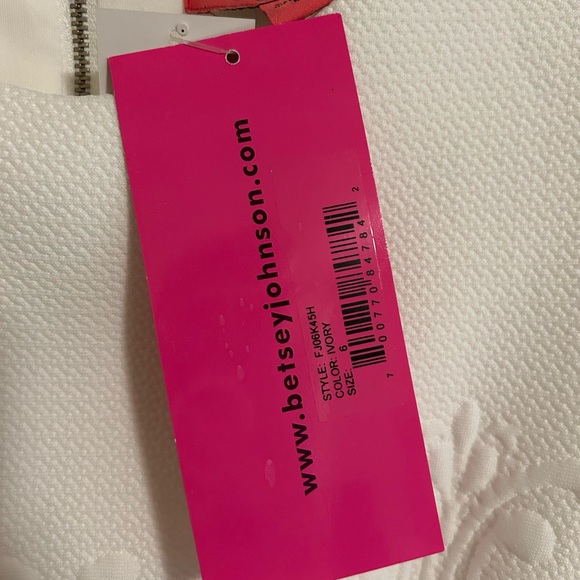 www.betseyjohnson.com
STYLE: FJ06K45H
COLOR: IVORY
SIZE: 6
7 00770 84784 2